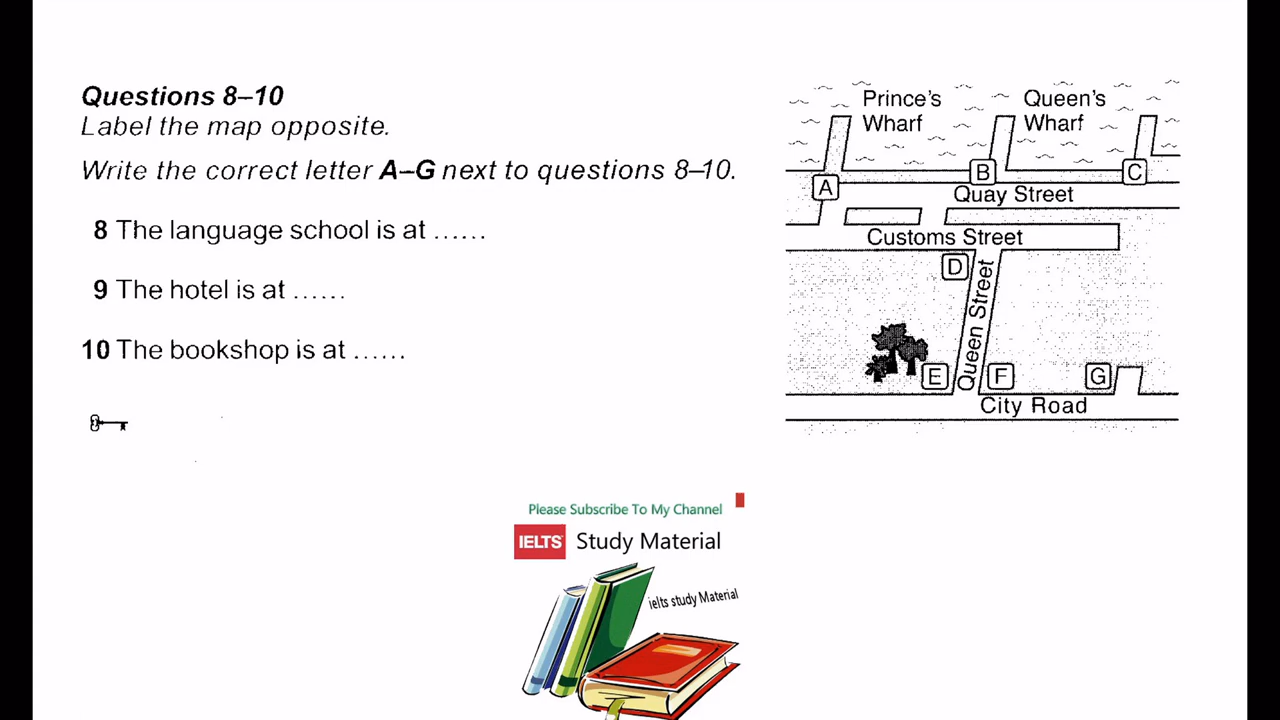 Questions 8–10
Label the map opposite.
Write the correct letter A–G next to questions 8–10.
8 The language school is at ......
9 The hotel is at ......
10 The bookshop is at ......
Prince's
Wharf
Queen's
Wharf
A
B
C
Quay Street
Customs Street
D
Queen Street
E
F
G
City Road
Please Subscribe To My Channel
IELTS Study Material
ielts study Material